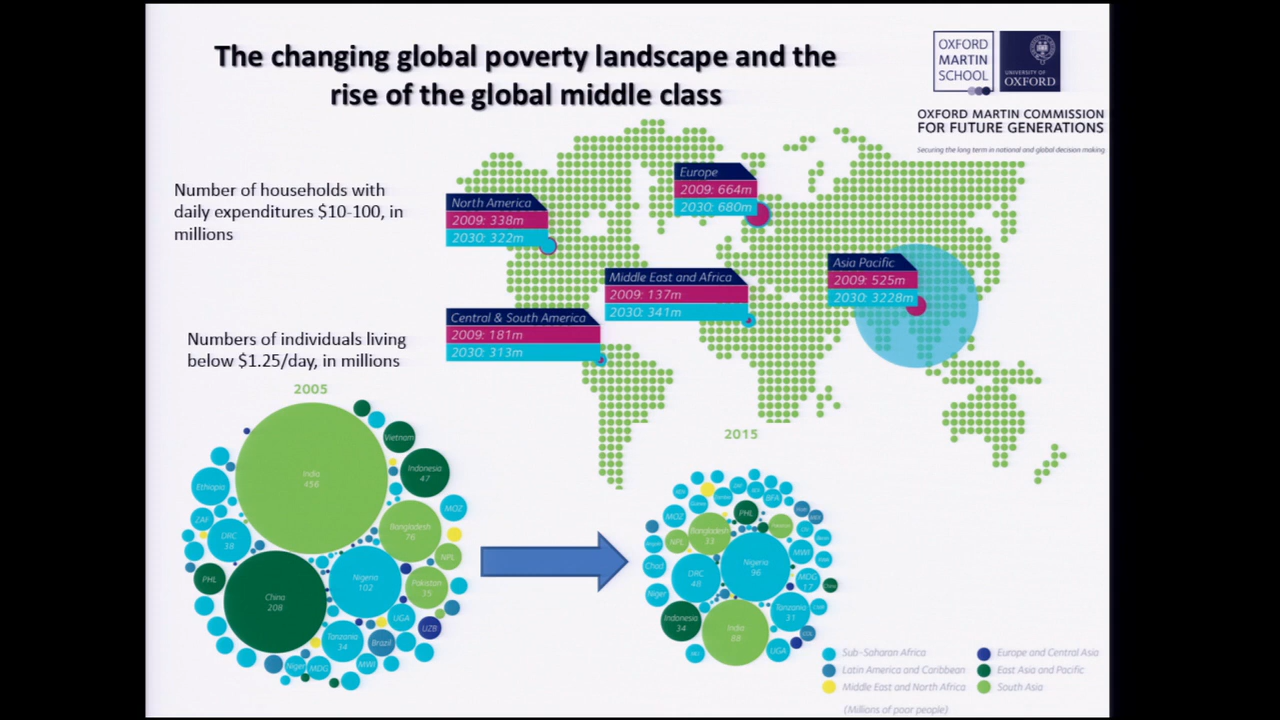 The changing global poverty landscape and the
rise of the global middle class
OXFORD
MARTIN
SCHOOL
UNIVERSITY OF
OXFORD
OXFORD MARTIN COMMISSION
FOR FUTURE GENERATIONS
Securing the long term in national and global decision making
Number of households with
daily expenditures $10-100, in
millions
North America
2009: 338m
2030: 322m
Europe
2009: 664m
2030: 680m
Middle East and Africa
2009: 137m
2030: 341m
Asia Pacific
2009: 525m
2030: 3228m
Central & South America
2009: 181m
2030: 313m
Numbers of individuals living
below $1.25/day, in millions
2005
India
456
Vietnam
Indonesia
47
Ethiopia
MOZ
ZAF
DRC
38
Bangladesh
76
NPL
PHL
China
208
Nigeria
102
Pakistan
35
UGA
UZB
Tanzania
34
Brazil
Niger
MDG
MWI
2015
BFA
MOZ
PHL
NPL
Bangladesh
33
MWI
Chad
DRC
48
Nigeria
96
MDG
17
Niger
Tanzania
31
Indonesia
34
India
88
UGA
COL
Sub-Saharan Africa
Latin America and Caribbean
Middle East and North Africa
Europe and Central Asia
East Asia and Pacific
South Asia
(Millions of poor people)